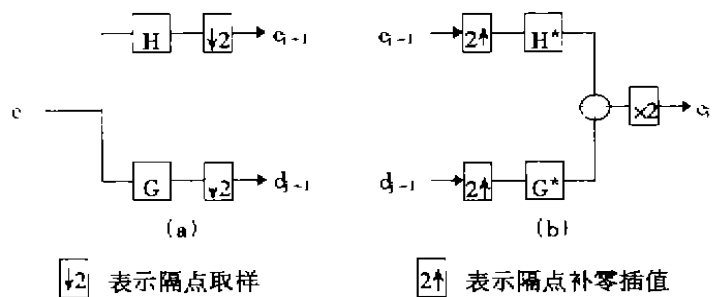 H ↓2 c_{j-1}
c_{j-1} 2↑ H*
c
×2 c_j
G ↓2 d_{j-1}
d_{j-1} 2↑ G*
(a)
(b)
↓2 表示隔点取样
2↑ 表示隔点补零插值